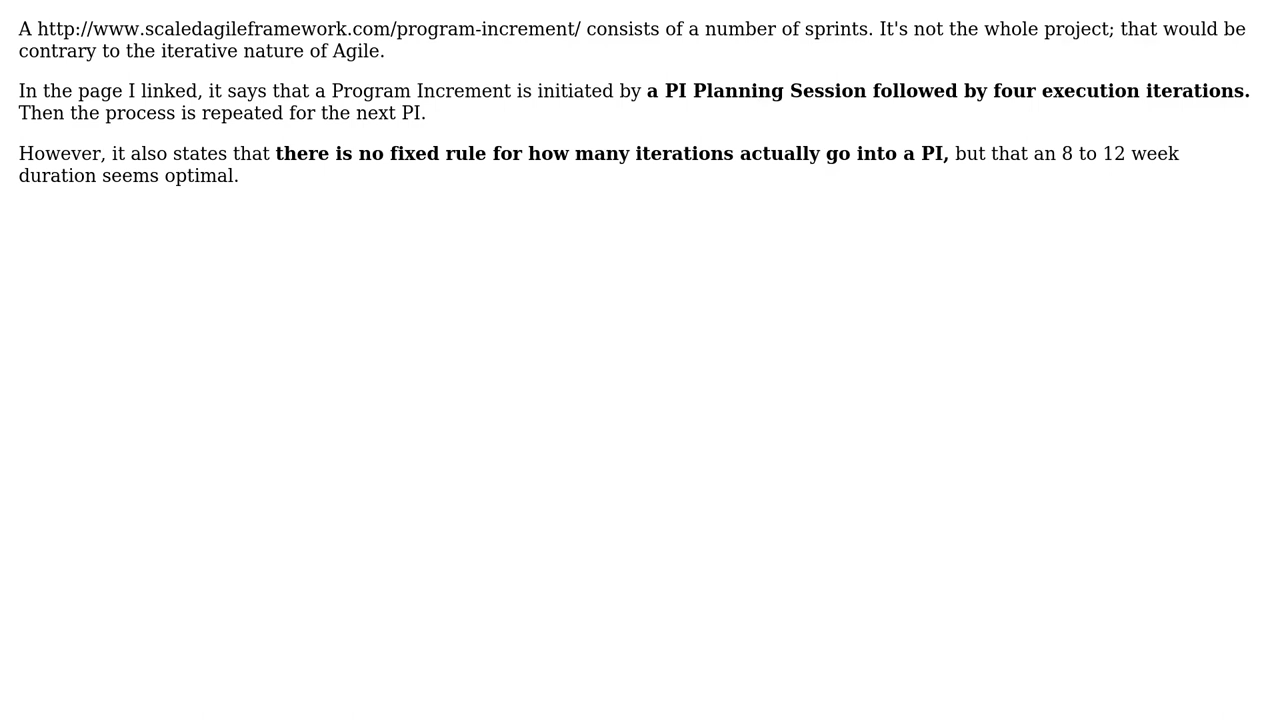 A http://www.scaledagileframework.com/program-increment/ consists of a number of sprints. It's not the whole project; that would be
contrary to the iterative nature of Agile.
In the page I linked, it says that a Program Increment is initiated by a PI Planning Session followed by four execution iterations.
Then the process is repeated for the next PI.
However, it also states that there is no fixed rule for how many iterations actually go into a PI, but that an 8 to 12 week
duration seems optimal.